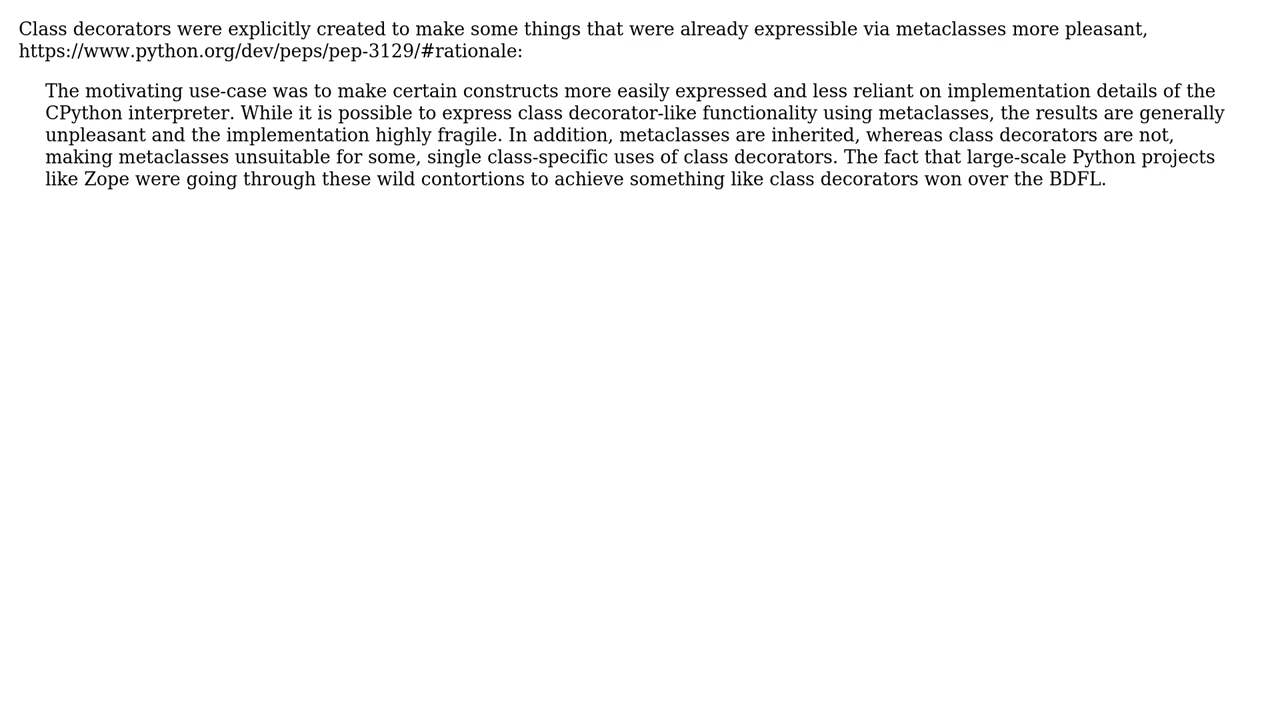 Class decorators were explicitly created to make some things that were already expressible via metaclasses more pleasant,
https://www.python.org/dev/peps/pep-3129/#rationale:
The motivating use-case was to make certain constructs more easily expressed and less reliant on implementation details of the
CPython interpreter. While it is possible to express class decorator-like functionality using metaclasses, the results are generally
unpleasant and the implementation highly fragile. In addition, metaclasses are inherited, whereas class decorators are not,
making metaclasses unsuitable for some, single class-specific uses of class decorators. The fact that large-scale Python projects
like Zope were going through these wild contortions to achieve something like class decorators won over the BDFL.